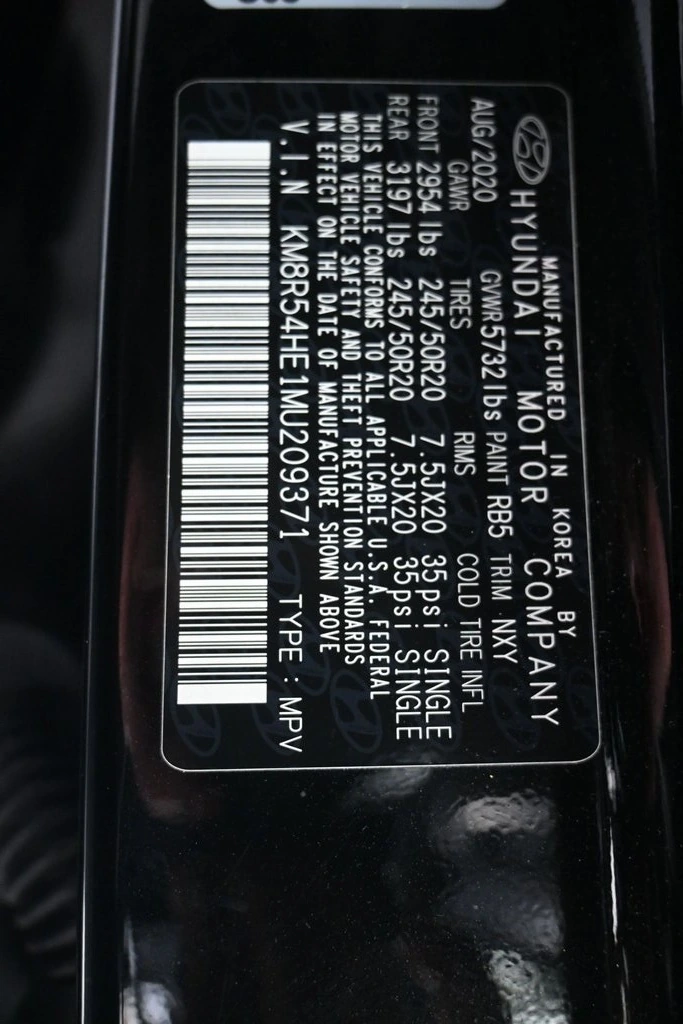 MANUFACTURED IN KOREA BY
HYUNDAI MOTOR COMPANY
AUG/2020 GVWR 5732 lbs PAINT RB5 TRIM NXY
GAWR TIRES RIMS COLD TIRE INFL
FRONT 2954 lbs 245/50R20 7.5JX20 35psi SINGLE
REAR 3197 lbs 245/50R20 7.5JX20 35psi SINGLE
THIS VEHICLE CONFORMS TO ALL APPLICABLE U.S.A. FEDERAL
MOTOR VEHICLE SAFETY AND THEFT PREVENTION STANDARDS
IN EFFECT ON THE DATE OF MANUFACTURE SHOWN ABOVE
V.I.N KM8R54HE1MU209371 TYPE : MPV